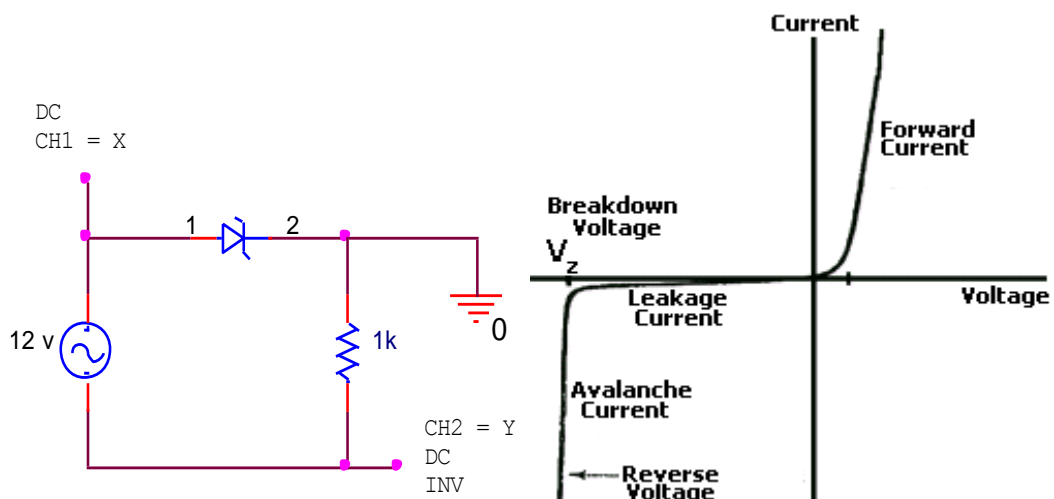 DC
CH1 = X
1
2
12 v
1k
0
CH2 = Y
DC
INV
Current
Forward
Current
Breakdown
Voltage
Vz
Leakage
Current
Voltage
Avalanche
Current
Reverse
Voltage